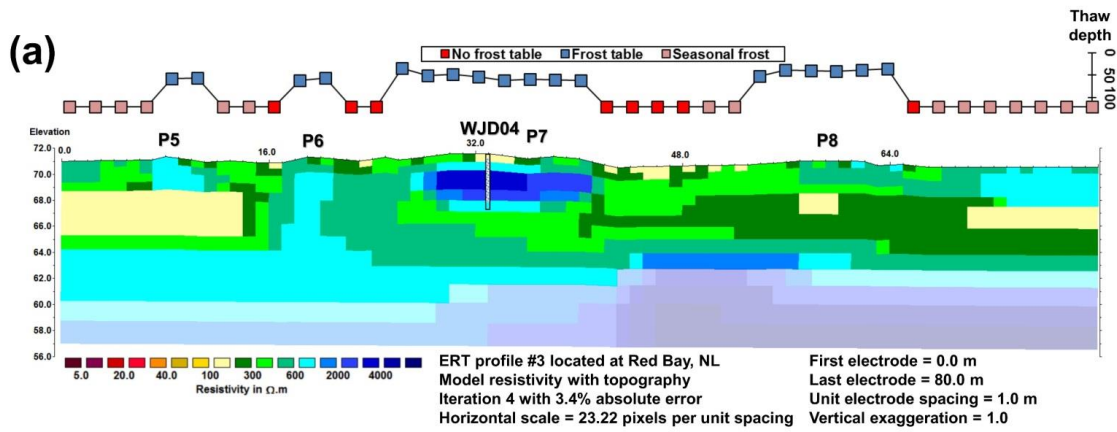 (a)
Thaw
depth
No frost table
Frost table
Seasonal frost
0
50
100
Elevation
P5 P6 WJD04 P7 P8
0.0 16.0 32.0 48.0 64.0
72.0
70.0
68.0
66.0
64.0
62.0
60.0
58.0
56.0
5.0 20.0 40.0 100 300 600 2000 4000
Resistivity in Ω.m
ERT profile #3 located at Red Bay, NL
Model resistivity with topography
Iteration 4 with 3.4% absolute error
Horizontal scale = 23.22 pixels per unit spacing
First electrode = 0.0 m
Last electrode = 80.0 m
Unit electrode spacing = 1.0 m
Vertical exaggeration = 1.0